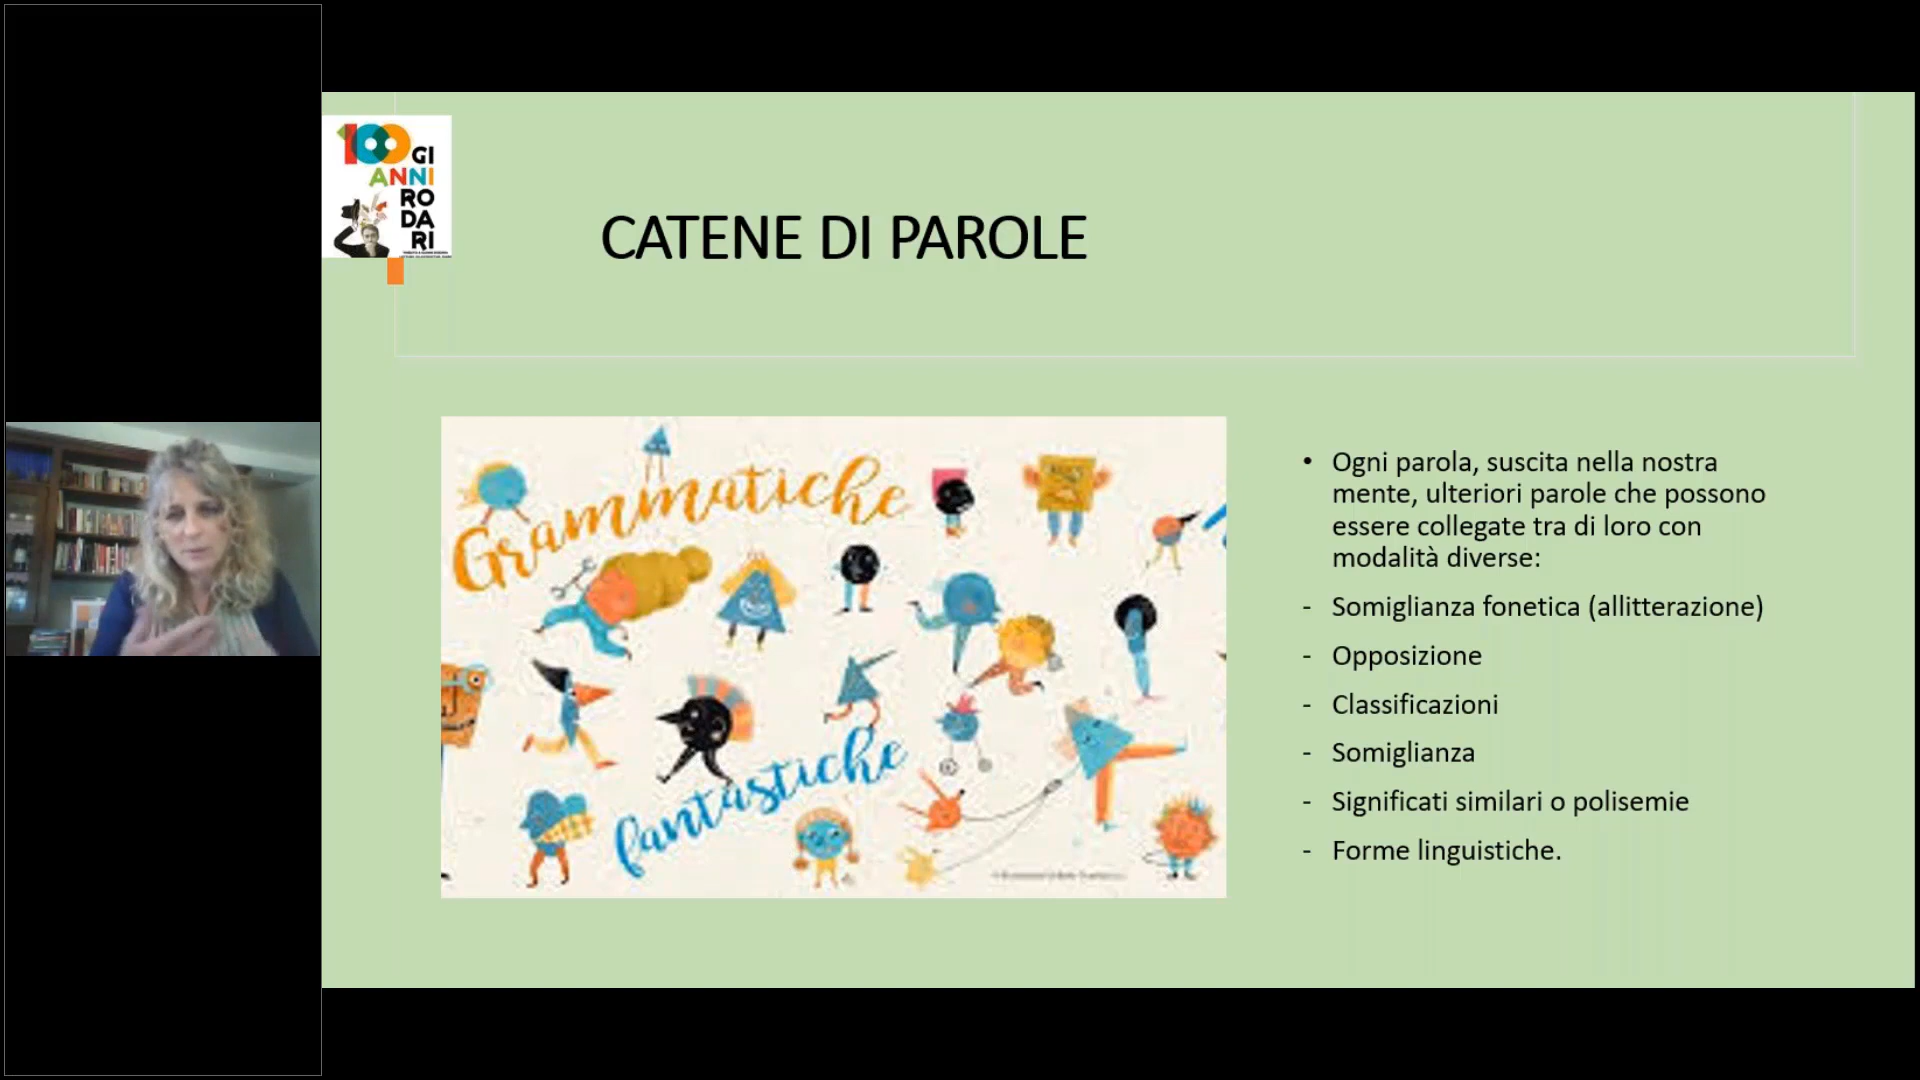 100 GI
ANNI
RO
DA
RI
CATENE DI PAROLE
Grammatiche
fantastiche
• Ogni parola, suscita nella nostra
mente, ulteriori parole che possono
essere collegate tra di loro con
modalità diverse:
- Somiglianza fonetica (allitterazione)
- Opposizione
- Classificazioni
- Somiglianza
- Significati similari o polisemie
- Forme linguistiche.